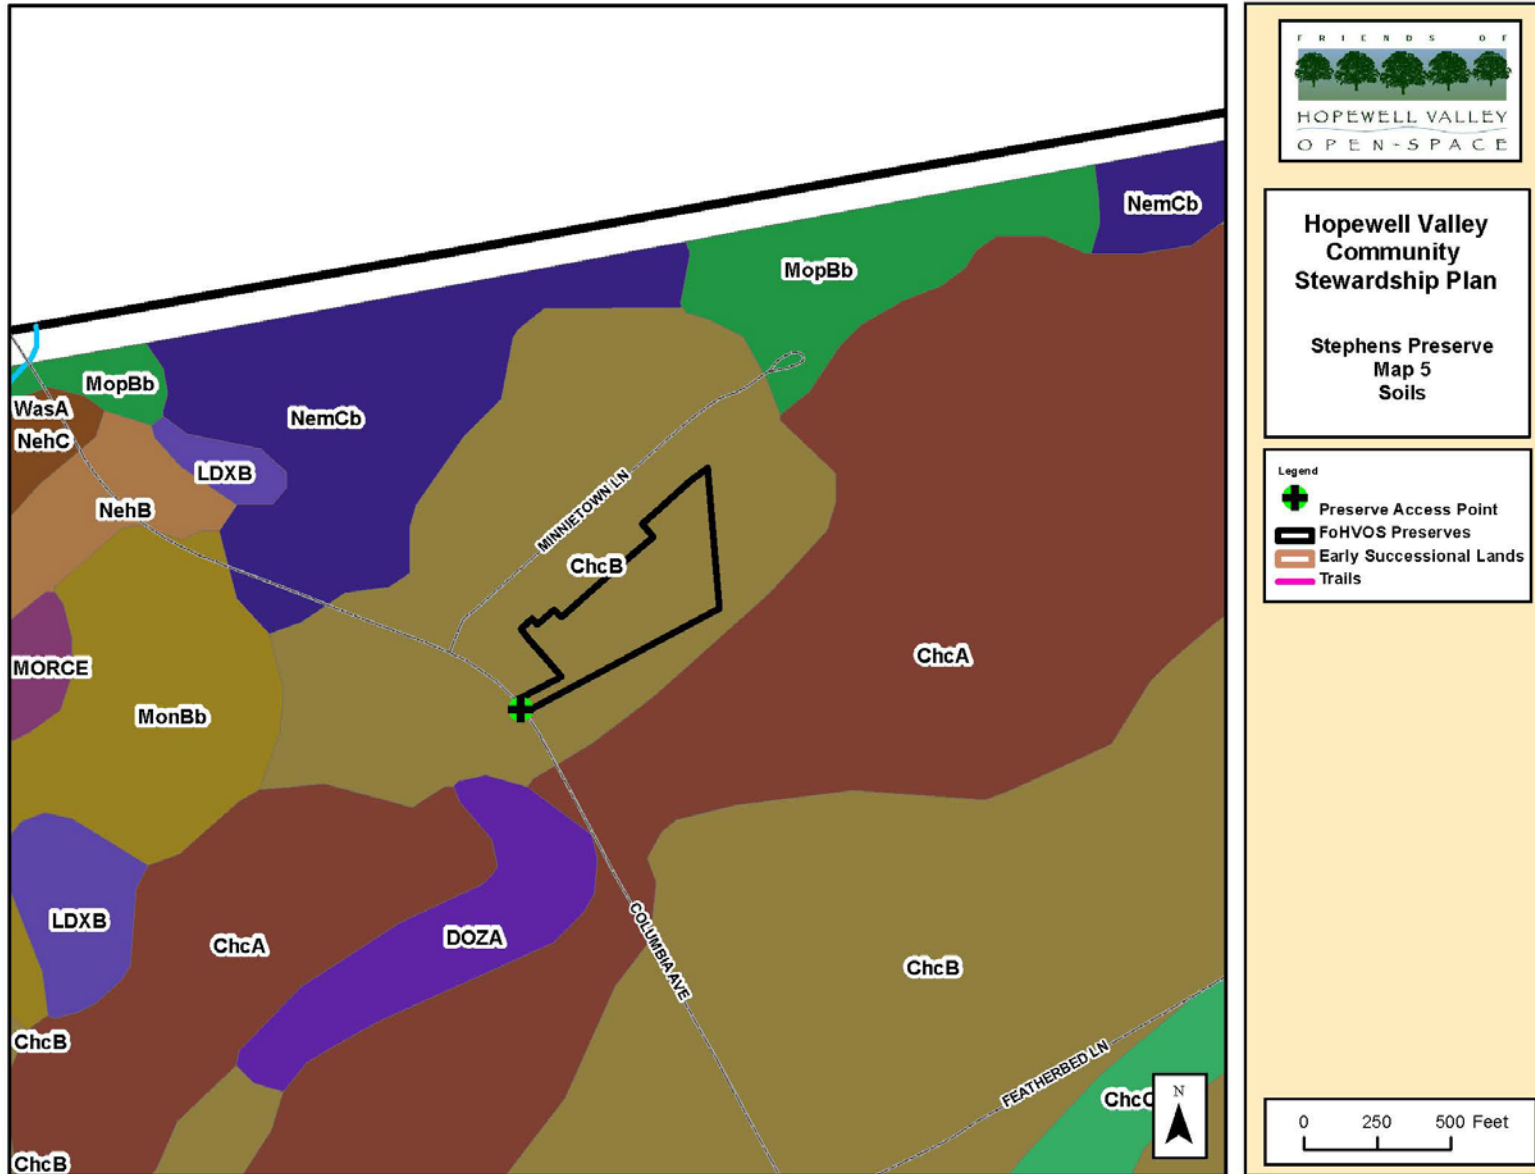 NemCb
MopBb
MopBb
WasA
NemCb
NehC
LDXB
NehB
MINNIETOWN LN
ChcB
MORCE
ChcA
MonBb
LDXB
ChcA
DOZA
COLUMBIA AVE
ChcB
ChcB
FEATHERBED LN
N
ChcB
FRIENDS OF
HOPEWELL VALLEY
OPEN-SPACE
Hopewell Valley
Community
Stewardship Plan
Stephens Preserve
Map 5
Soils
Legend
Preserve Access Point
FoHVOS Preserves
Early Successional Lands
Trails
0 250 500 Feet